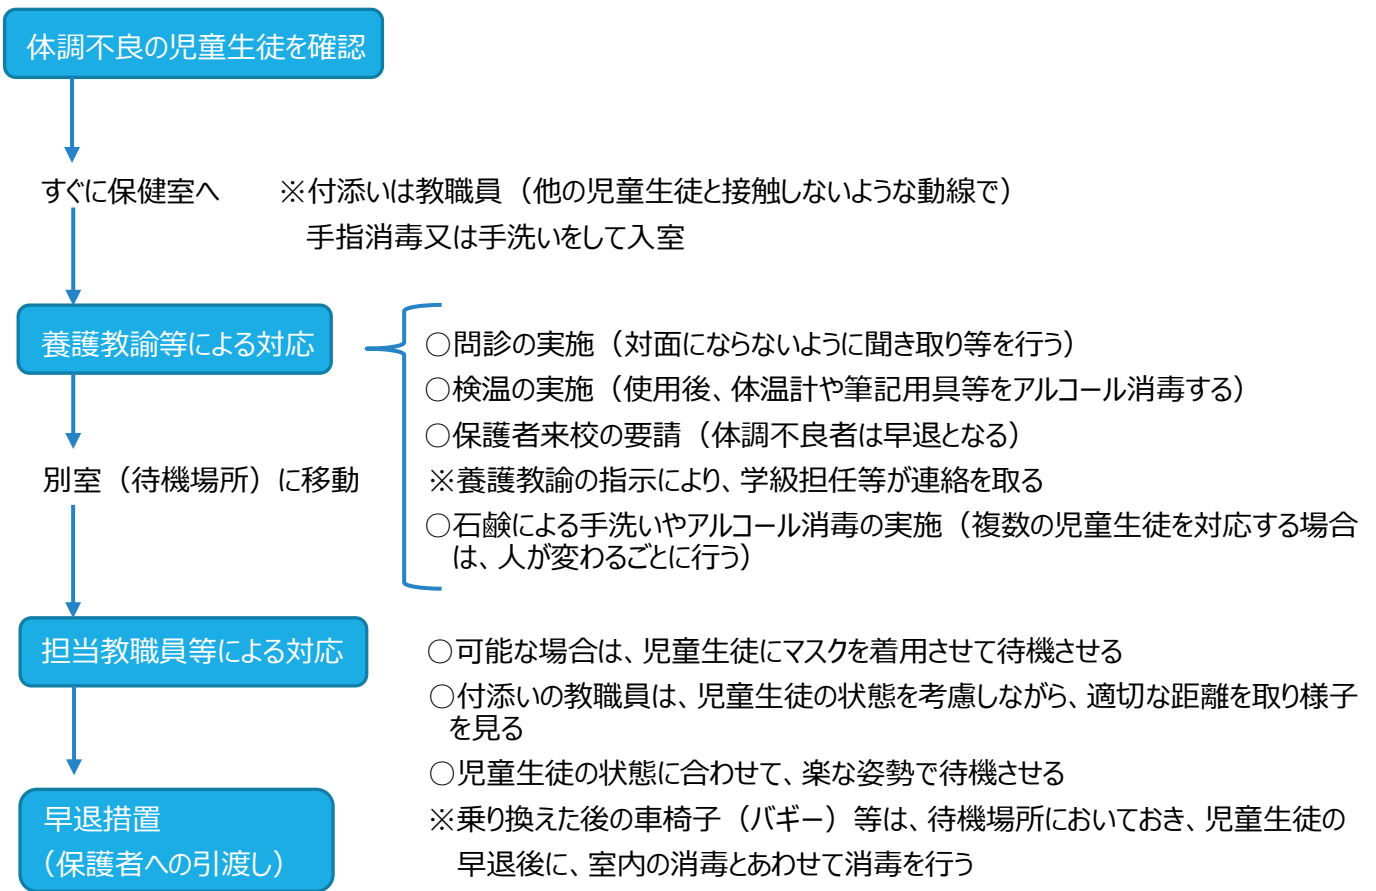 体調不良の児童生徒を確認
すぐに保健室へ　※付添いは教職員（他の児童生徒と接触しないような動線で）
手指消毒又は手洗いをして入室
養護教諭等による対応
○問診の実施（対面にならないように聞き取り等を行う）
○検温の実施（使用後、体温計や筆記用具等をアルコール消毒する）
○保護者来校の要請（体調不良者は早退となる）
※養護教諭の指示により、学級担任等が連絡を取る
○石鹸による手洗いやアルコール消毒の実施（複数の児童生徒を対応する場合
は、人が変わるごとに行う）
別室（待機場所）に移動
担当教職員等による対応
○可能な場合は、児童生徒にマスクを着用させて待機させる
○付添いの教職員は、児童生徒の状態を考慮しながら、適切な距離を取り様子
を見る
○児童生徒の状態に合わせて、楽な姿勢で待機させる
※乗り換えた後の車椅子（バギー）等は、待機場所においておき、児童生徒の
早退後に、室内の消毒とあわせて消毒を行う
早退措置
（保護者への引渡し）